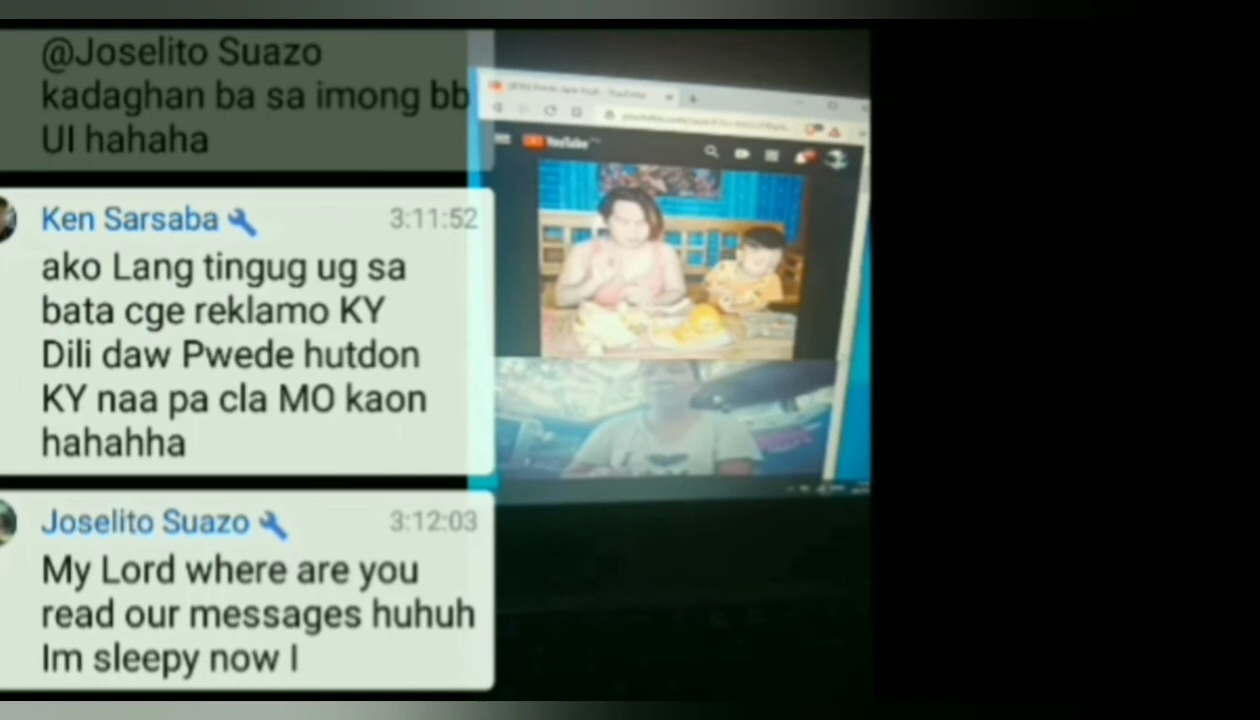 @Joselito Suazo
kadaghan ba sa imong bb
UI hahaha
Ken Sarsaba 3:11:52
ako Lang tingug ug sa
bata cge reklamo KY
Dili daw Pwede hutdon
KY naa pa cla MO kaon
hahahha
Joselito Suazo 3:12:03
My Lord where are you
read our messages huhuh
Im sleepy now I
YouTube